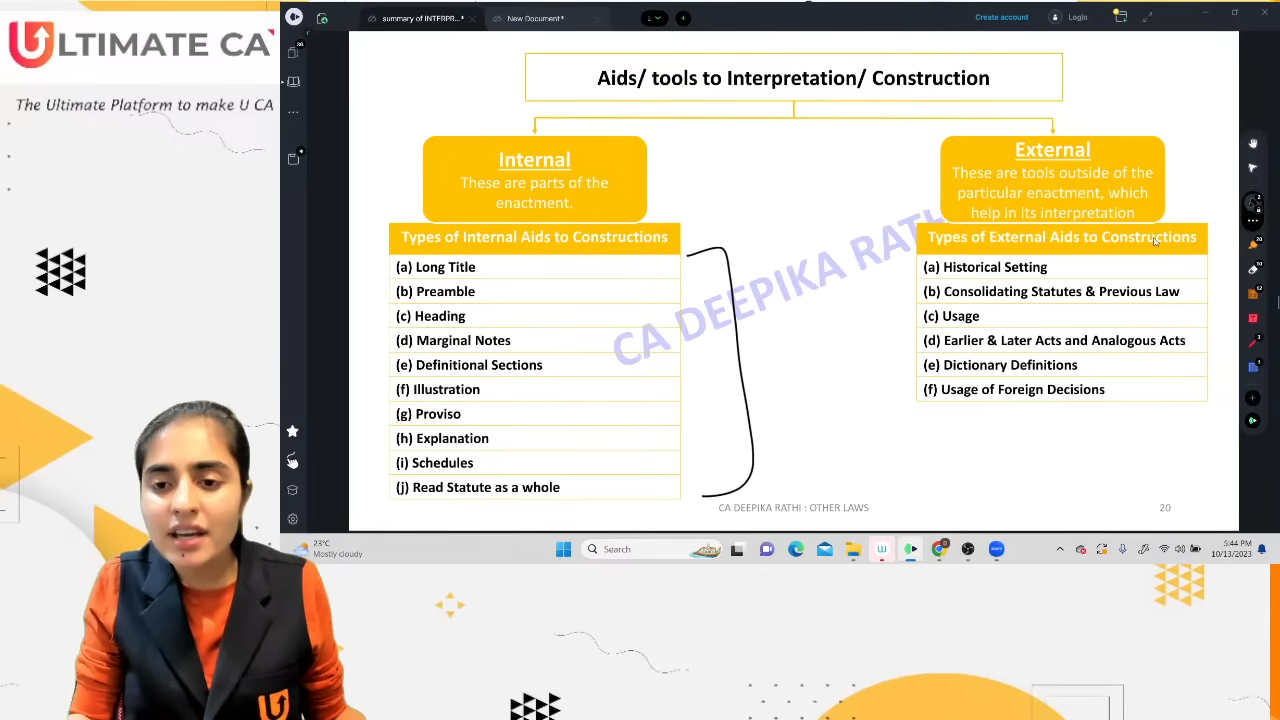 ULTIMATE CA
The Ultimate Platform to make U CA
summary of INTERPR...*
New Document*
Create account
Login
Aids/ tools to Interpretation/ Construction
Internal
These are parts of the
enactment.
External
These are tools outside of the
particular enactment, which
help in its interpretation
Types of Internal Aids to Constructions
(a) Long Title
(b) Preamble
(c) Heading
(d) Marginal Notes
(e) Definitional Sections
(f) Illustration
(g) Proviso
(h) Explanation
(i) Schedules
(j) Read Statute as a whole
Types of External Aids to Constructions
(a) Historical Setting
(b) Consolidating Statutes & Previous Law
(c) Usage
(d) Earlier & Later Acts and Analogous Acts
(e) Dictionary Definitions
(f) Usage of Foreign Decisions
CA DEEPIKA RATH
CA DEEPIKA RATHI : OTHER LAWS
20
23°C
Mostly cloudy
Search
5:44 PM
10/13/2023